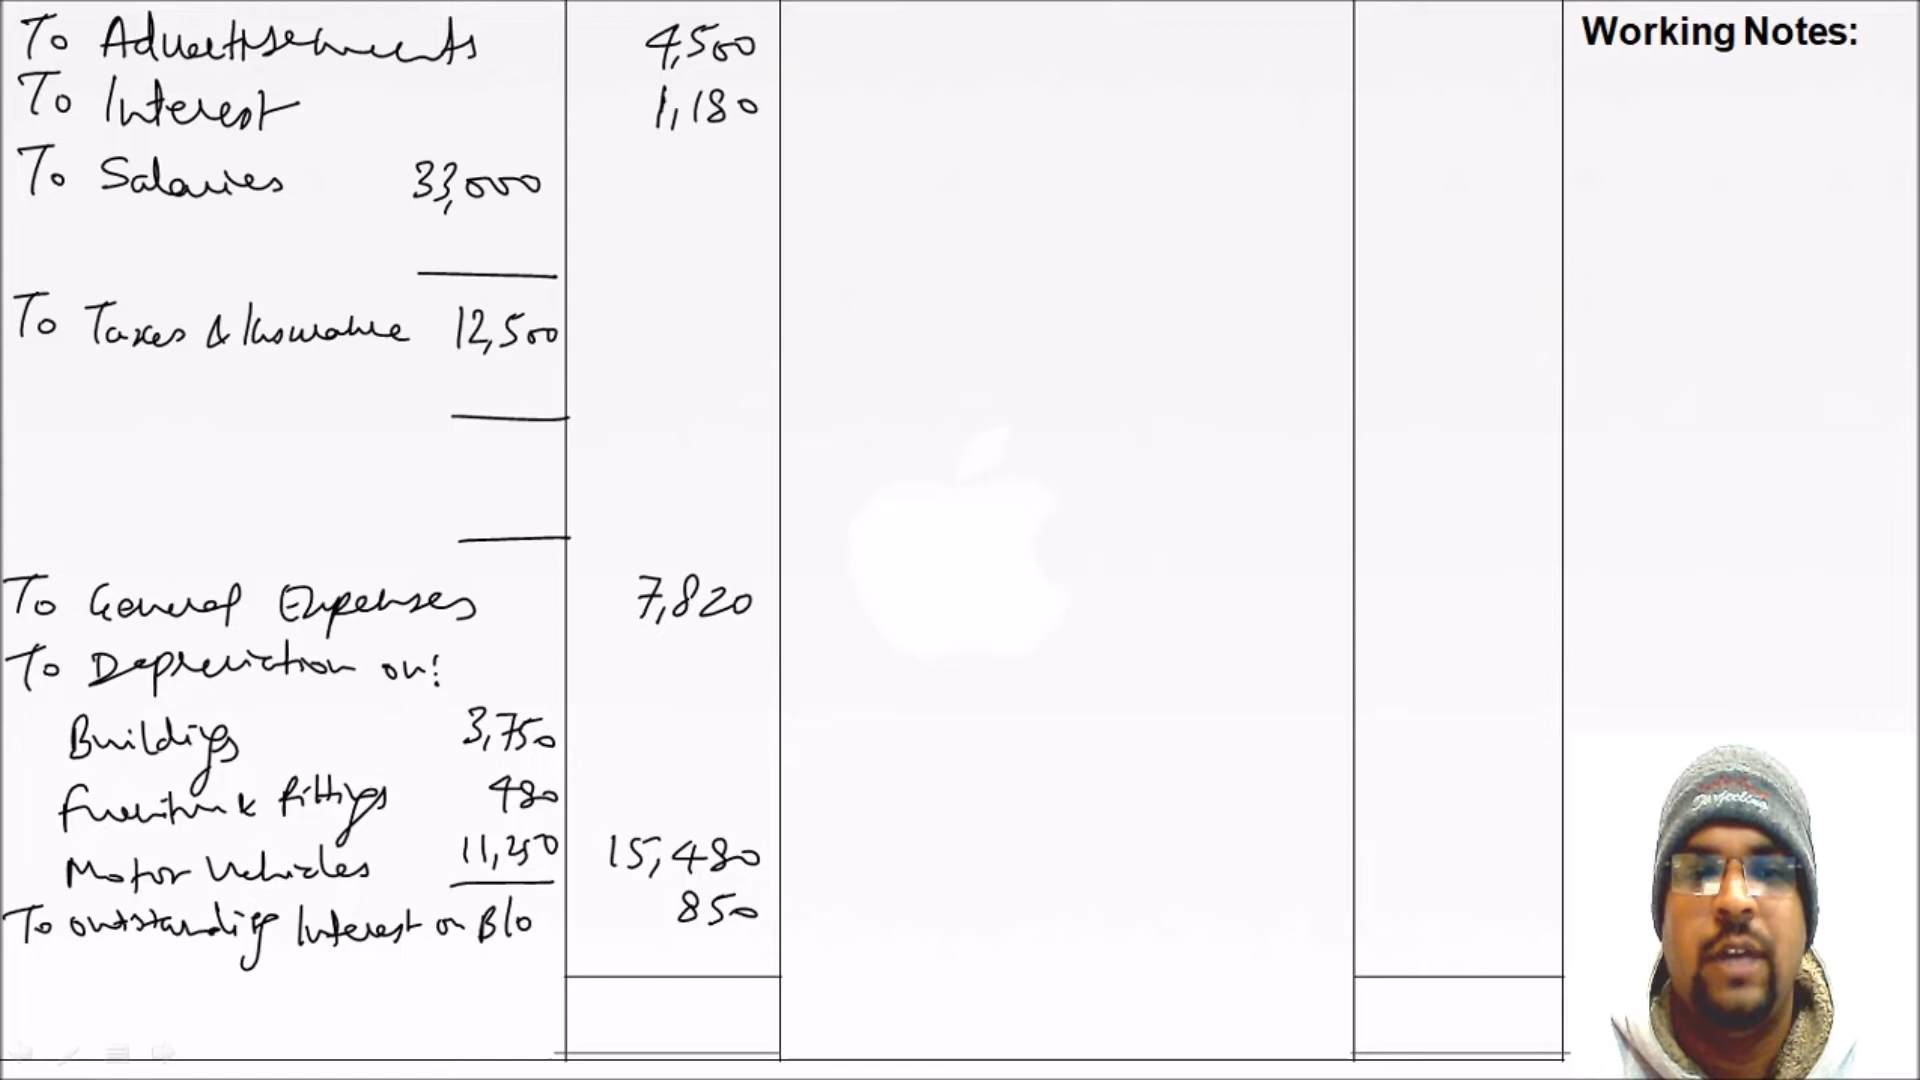 To Advertisements 4,500
Working Notes:
To Interest 1,180
To Salaries 33,000
To Taxes & Insurance 12,500
To General Expenses 7,820
To Depreciation on:
Buildings 3,750
Furniture & fittings 480
Motor Vehicles 11,250 15,480
To outstanding Interest on B/O 850